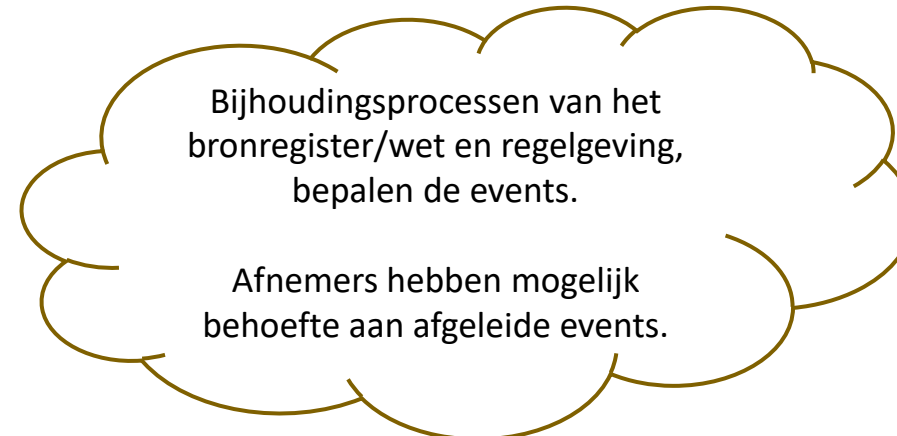 Bijhoudingsprocessen van het
bronregister/wet en regelgeving,
bepalen de events.
Afnemers hebben mogelijk
behoefte aan afgeleide events.